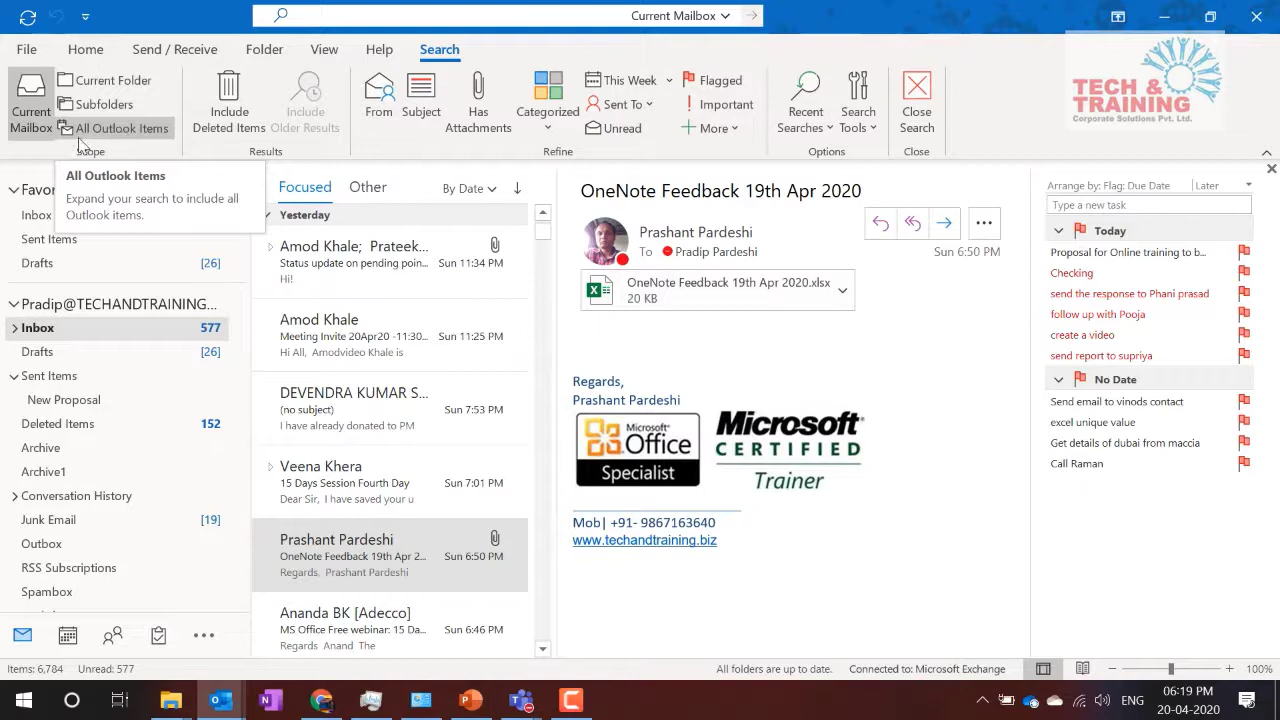 Current Mailbox
File Home Send / Receive Folder View Help Search
TECH &
TRAINING
Corporate Solutions Pvt. Ltd.
Current
Mailbox
Current Folder
Subfolders
All Outlook Items
Scope
Include
Deleted Items
Include
Older Results
Results
From
Subject
Has
Attachments
Categorized
This Week
Sent To
Unread
Flagged
Important
More
Refine
Recent
Searches
Search
Tools
Options
Close
Search
Close
All Outlook Items
Expand your search to include all
Outlook items.
Favor
Inbox
Sent Items
Drafts [26]
Pradip@TECHANDTRAINING...
Inbox 577
Drafts [26]
Sent Items
New Proposal
Deleted Items 152
Archive
Archive1
Conversation History
Junk Email [19]
Outbox
RSS Subscriptions
Spambox
Focused Other By Date
Yesterday
Amod Khale; Prateek...
Status update on pending poin... Sun 11:34 PM
Hi!
Amod Khale
Meeting Invite 20Apr20 -11:30... Sun 11:25 PM
Hi All, Amodvideo Khale is
DEVENDRA KUMAR S...
(no subject) Sun 7:53 PM
I have already donated to PM
Veena Khera
15 Days Session Fourth Day Sun 7:01 PM
Dear Sir, I have saved your u
Prashant Pardeshi
OneNote Feedback 19th Apr 2... Sun 6:50 PM
Regards, Prashant Pardeshi
Ananda BK [Adecco]
MS Office Free webinar: 15 Da... Sun 6:46 PM
Regards Anand The
OneNote Feedback 19th Apr 2020
Prashant Pardeshi
To Pradip Pardeshi
Sun 6:50 PM
OneNote Feedback 19th Apr 2020.xlsx
20 KB
Regards,
Prashant Pardeshi
Microsoft
Office
Specialist
Microsoft
CERTIFIED
Trainer
Mob| +91- 9867163640
www.techandtraining.biz
Arrange by: Flag: Due Date Later
Type a new task
Today
Proposal for Online training to b...
Checking
send the response to Phani prasad
follow up with Pooja
create a video
send report to supriya
No Date
Send email to vinods contact
excel unique value
Get details of dubai from maccia
Call Raman
Items: 6,784 Unread: 577 All folders are up to date. Connected to: Microsoft Exchange 100%
ENG
06:19 PM
20-04-2020